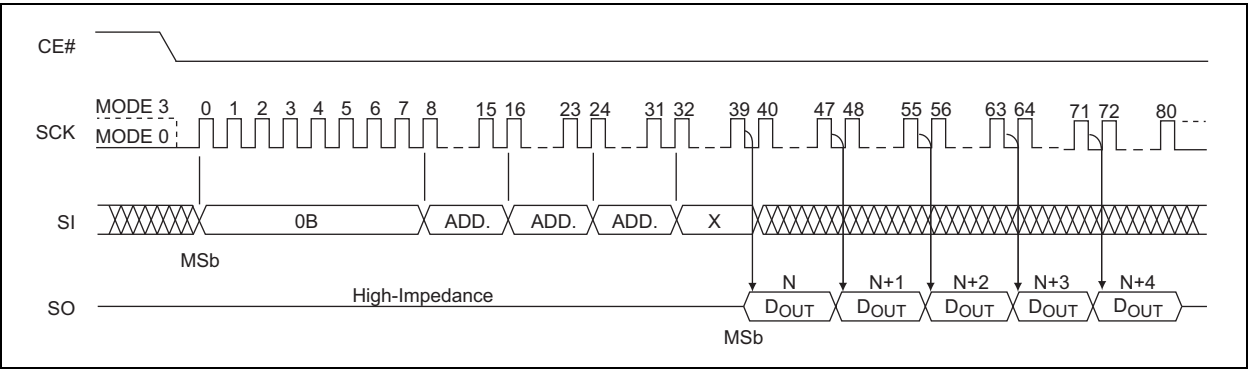 CE#
MODE 3 0 1 2 3 4 5 6 7 8 15 16 23 24 31 32 39 40 47 48 55 56 63 64 71 72 80
SCK MODE 0
SI 0B ADD. ADD. ADD. X
MSb
N N+1 N+2 N+3 N+4
SO High-Impedance DOUT DOUT DOUT DOUT DOUT
MSb